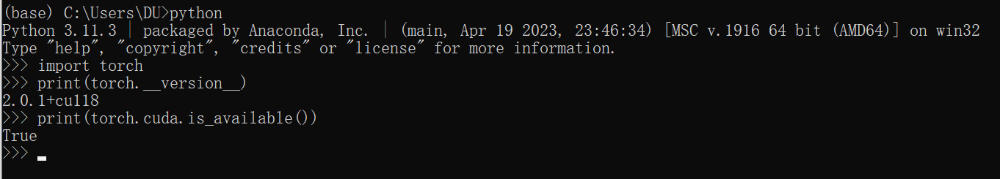 (base) C:\Users\DU>python
Python 3.11.3 | packaged by Anaconda, Inc. | (main, Apr 19 2023, 23:46:34) [MSC v.1916 64 bit (AMD64)] on win32
Type "help", "copyright", "credits" or "license" for more information.
>>> import torch
>>> print(torch.__version__)
2.0.1+cu118
>>> print(torch.cuda.is_available())
True
>>>